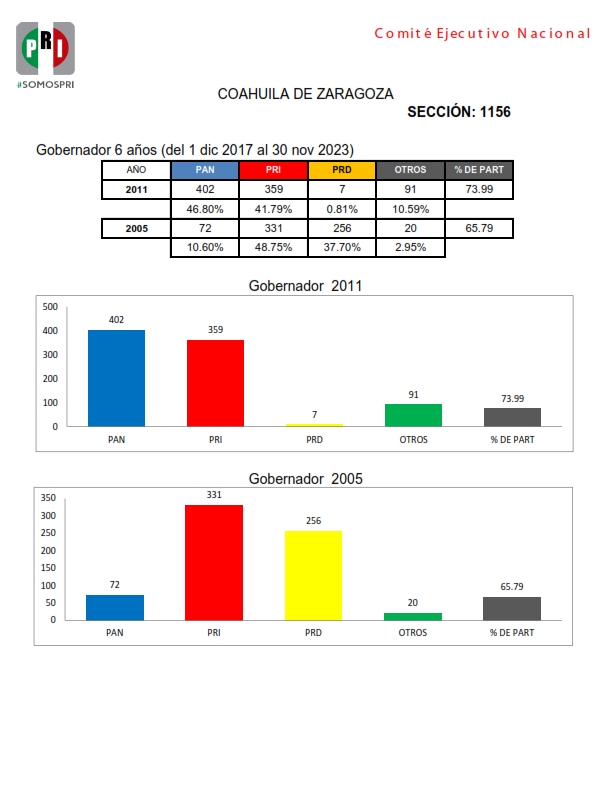 PRI
#SOMOSPRI
Comité Ejecutivo Nacional
COAHUILA DE ZARAGOZA
SECCIÓN: 1156
Gobernador 6 años (del 1 dic 2017 al 30 nov 2023)
AÑO PAN PRI PRD OTROS % DE PART
2011 402 359 7 91 73.99
46.80% 41.79% 0.81% 10.59%
2005 72 331 256 20 65.79
10.60% 48.75% 37.70% 2.95%
Gobernador 2011
500
400
300
200
100
0
402 359 7 91 73.99
PAN PRI PRD OTROS % DE PART
Gobernador 2005
350
300
250
200
150
100
50
0
72 331 256 20 65.79
PAN PRI PRD OTROS % DE PART